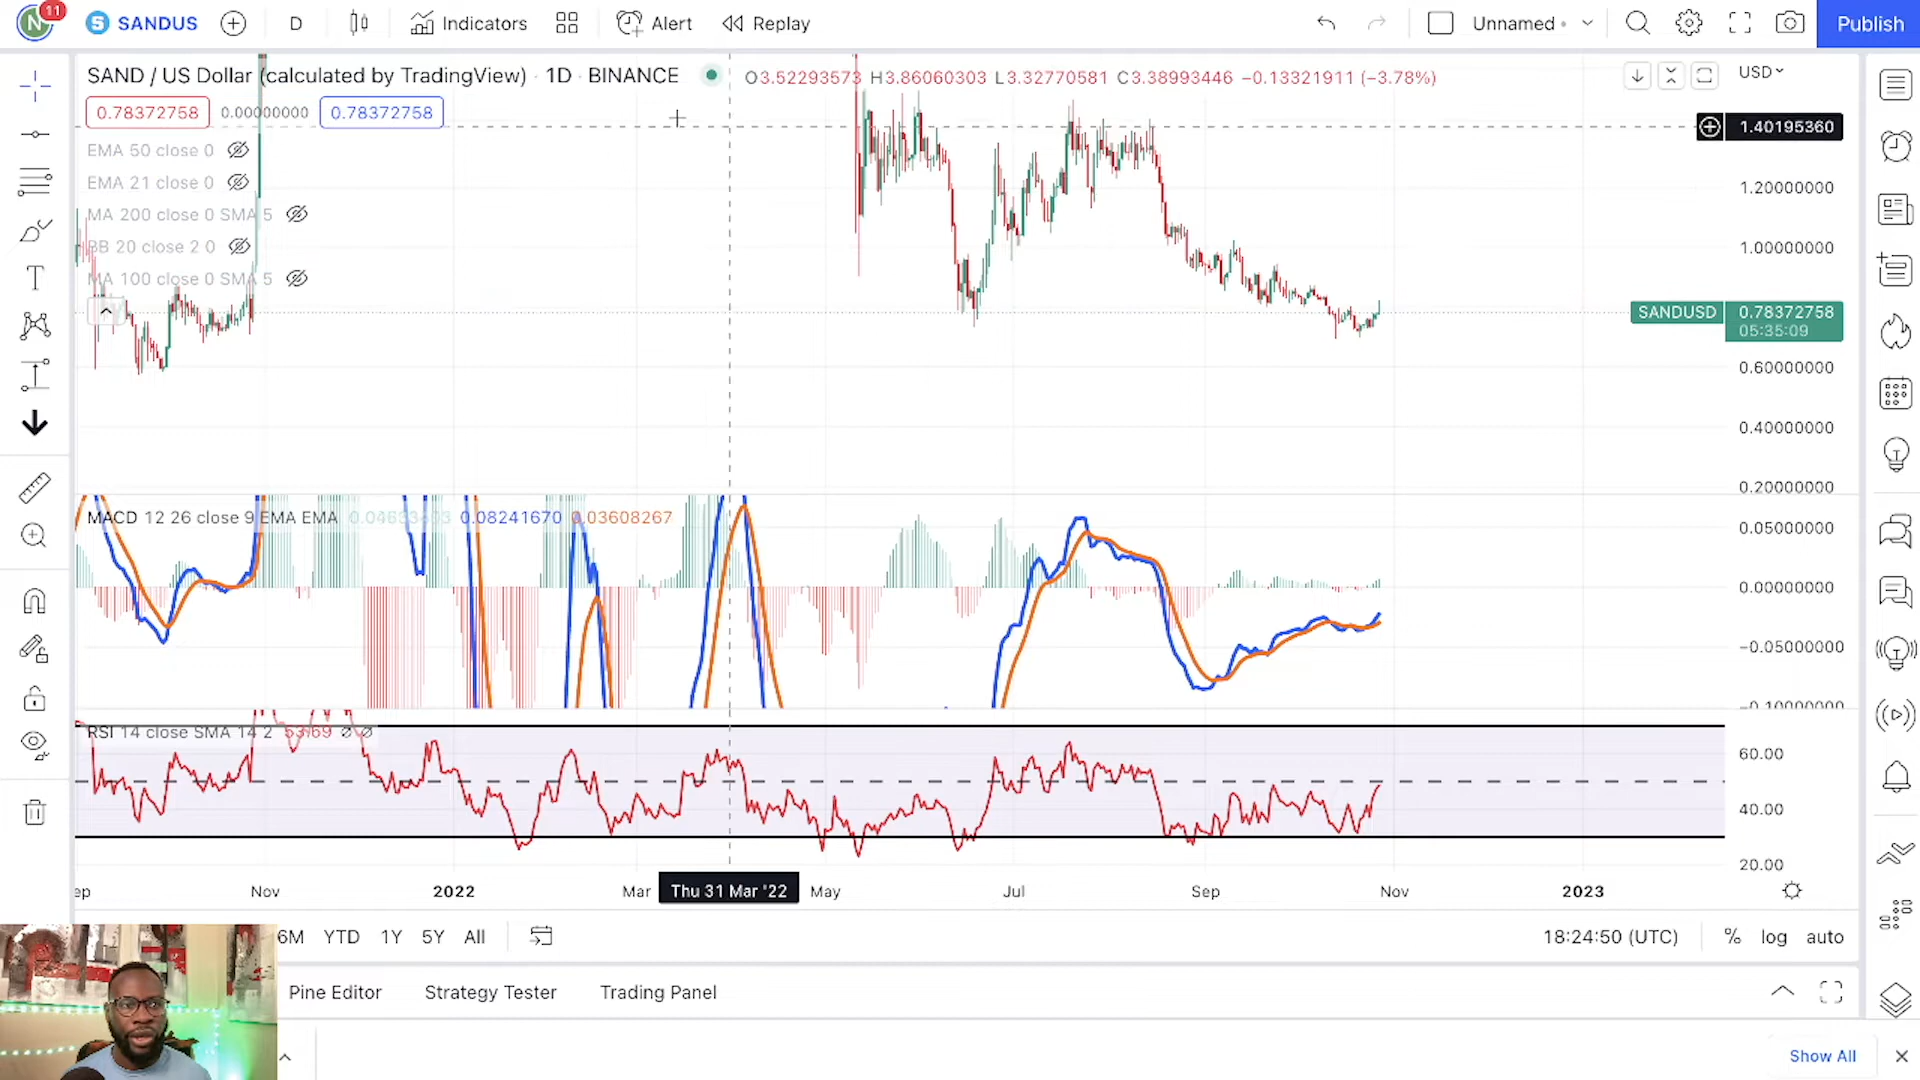 N 11 S SANDUS D Indicators Alert Replay Unnamed Publish
SAND / US Dollar (calculated by TradingView) · 1D · BINANCE O3.52293573 H3.86060303 L3.32770581 C3.38993446 −0.13321911 (−3.78%) USD
0.78372758 0.00000000 0.78372758
1.40195360
EMA 50 close 0
EMA 21 close 0
1.20000000
MA 200 close 0 SMA 5
BB 20 close 2 0
1.00000000
MA 100 close 0 SMA 5
SANDUSD 0.78372758
05:35:09
0.60000000
0.40000000
0.20000000
MACD 12 26 close 9 EMA EMA 0.08241670 0.03608267
0.05000000
0.00000000
−0.05000000
−0.10000000
RSI 14 close SMA 14 2 53.69 ∅ ∅
60.00
40.00
20.00
ep Nov 2022 Mar Thu 31 Mar '22 May Jul Sep Nov 2023
6M YTD 1Y 5Y All 18:24:50 (UTC) % log auto
Pine Editor Strategy Tester Trading Panel
Show All